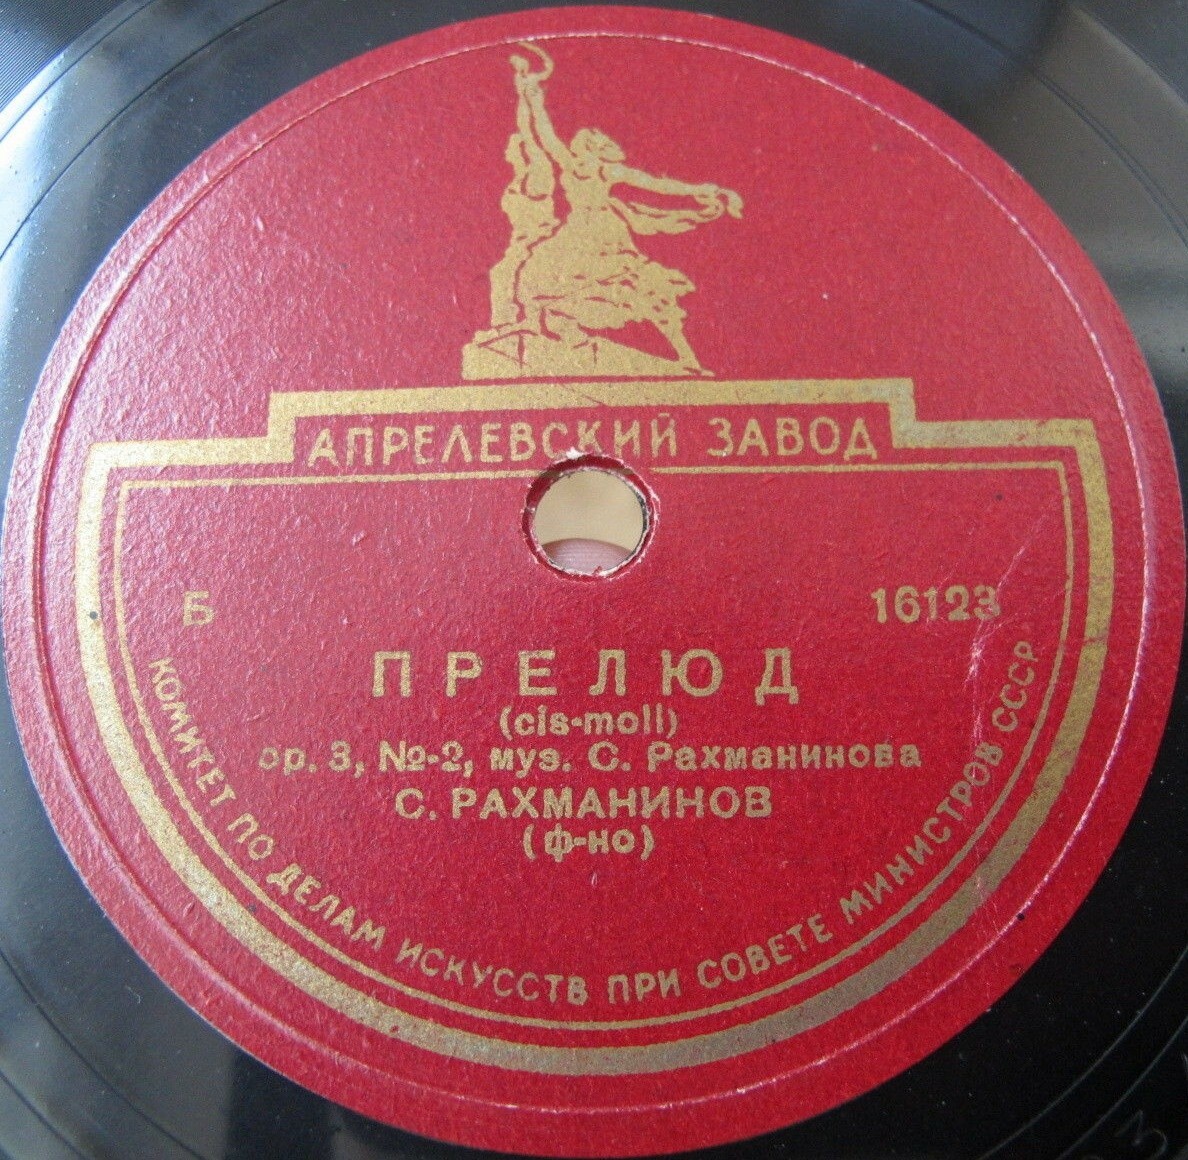 АПРЕЛЕВСКИЙ ЗАВОД
Б 16123
ПРЕЛЮД
(cis-moll)
ор. 3, №-2, муз. С. Рахманинова
С. РАХМАНИНОВ
(ф-но)
КОМИТЕТ ПО ДЕЛАМ ИСКУССТВ ПРИ СОВЕТЕ МИНИСТРОВ СССР